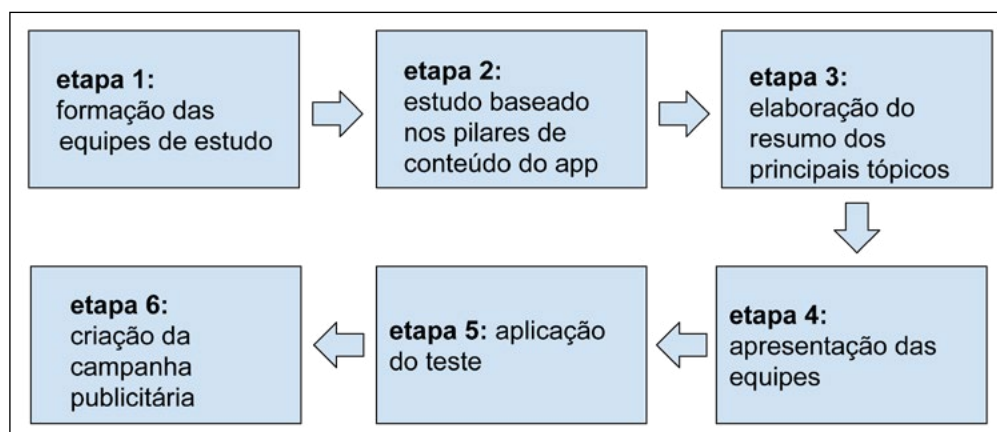 etapa 1:
formação das
equipes de estudo
etapa 2:
estudo baseado
nos pilares de
conteúdo do app
etapa 3:
elaboração do
resumo dos
principais tópicos
etapa 4:
apresentação das
equipes
etapa 5: aplicação
do teste
etapa 6:
criação da
campanha
publicitária